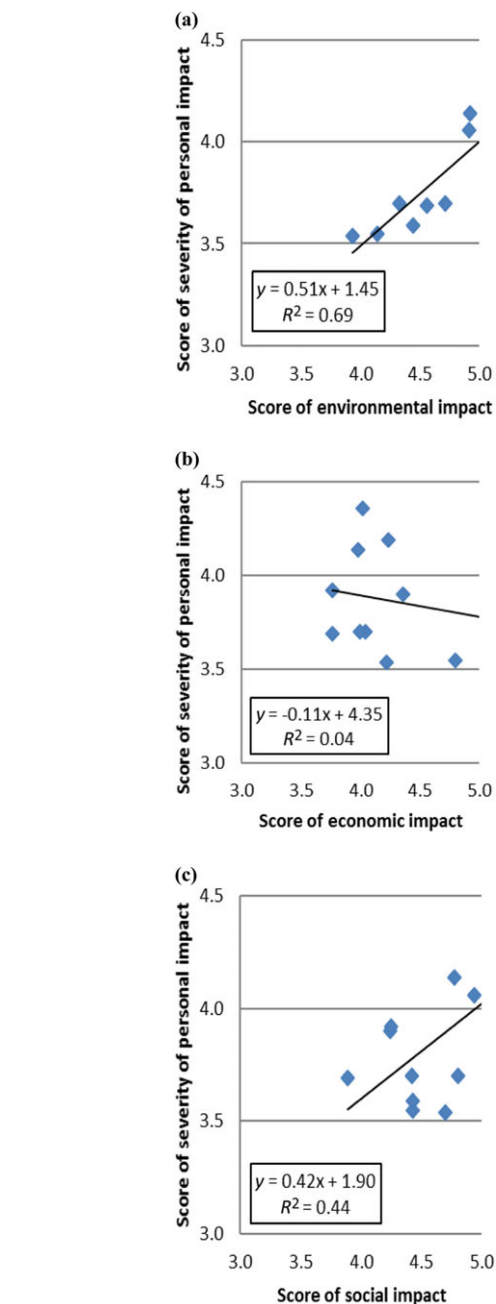 (a)
Score of severity of personal impact
4.5
4.0
3.5
3.0
y = 0.51x + 1.45
R² = 0.69
3.0 3.5 4.0 4.5 5.0
Score of environmental impact
(b)
Score of severity of personal impact
4.5
4.0
3.5
3.0
y = -0.11x + 4.35
R² = 0.04
3.0 3.5 4.0 4.5 5.0
Score of economic impact
(c)
Score of severity of personal impact
4.5
4.0
3.5
3.0
y = 0.42x + 1.90
R² = 0.44
3.0 3.5 4.0 4.5 5.0
Score of social impact